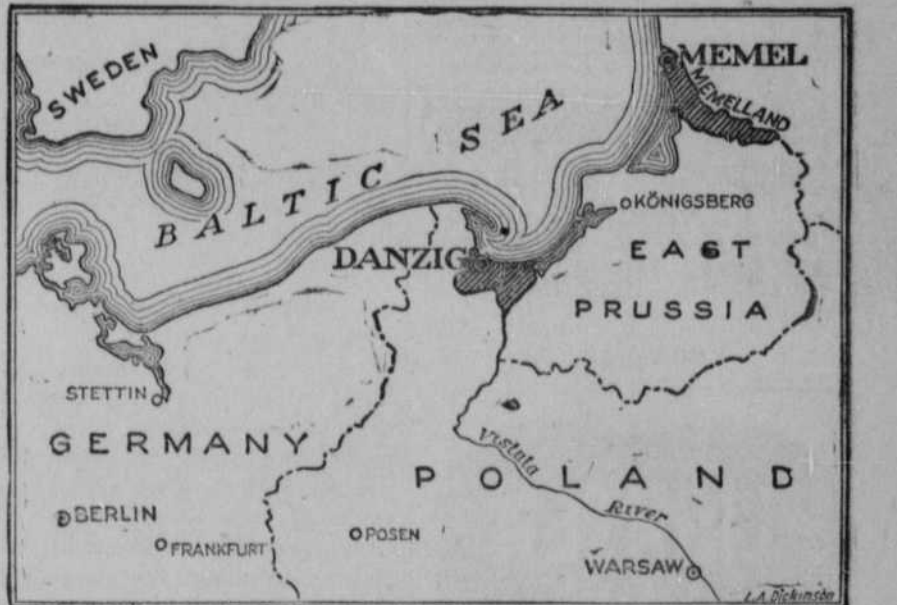 SWEDEN
MEMEL
MEMELLAND
BALTIC SEA
KÖNIGSBERG
DANZIG
EAST
PRUSSIA
STETTIN
GERMANY
Vistula
River
POLAND
BERLIN
FRANKFURT
POSEN
WARSAW
L.A. Dickinson